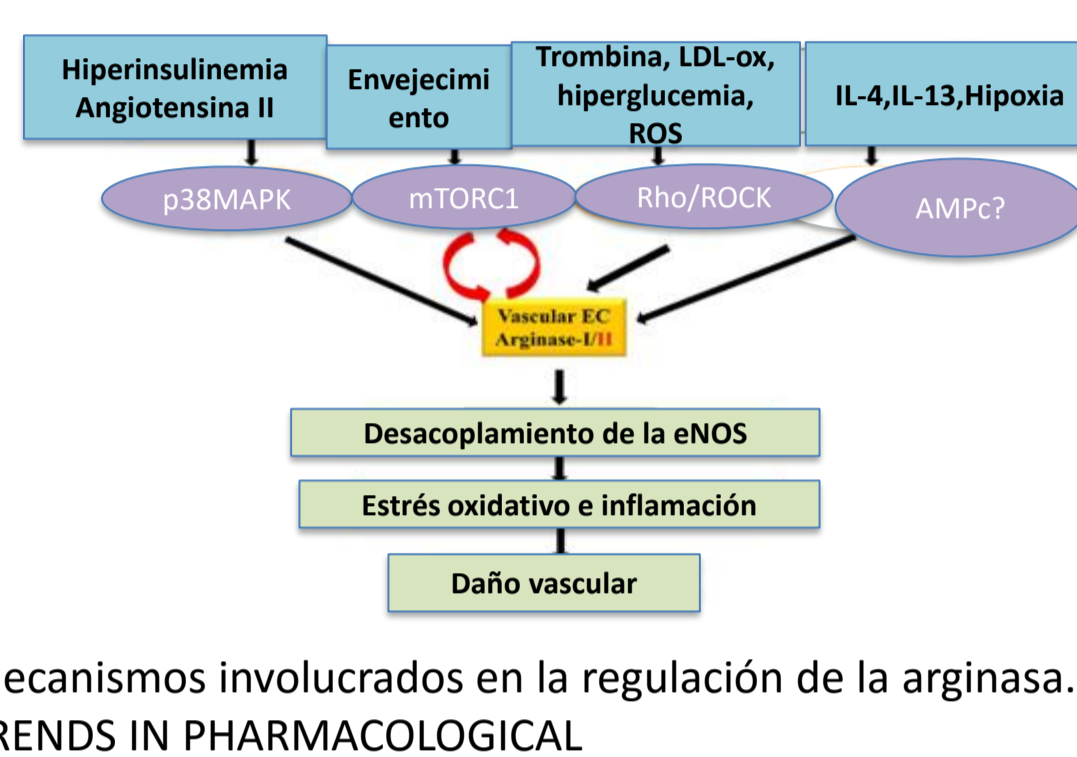 Hiperinsulinemia
Angiotensina II
Envejecimi
ento
Trombina, LDL-ox,
hiperglucemia,
ROS
IL-4,IL-13,Hipoxia
p38MAPK
mTORC1
Rho/ROCK
AMPc?
Vascular EC
Arginase-I/II
Desacoplamiento de la eNOS
Estrés oxidativo e inflamación
Daño vascular
ecanismos involucrados en la regulación de la arginasa.
RENDS IN PHARMACOLOGICAL